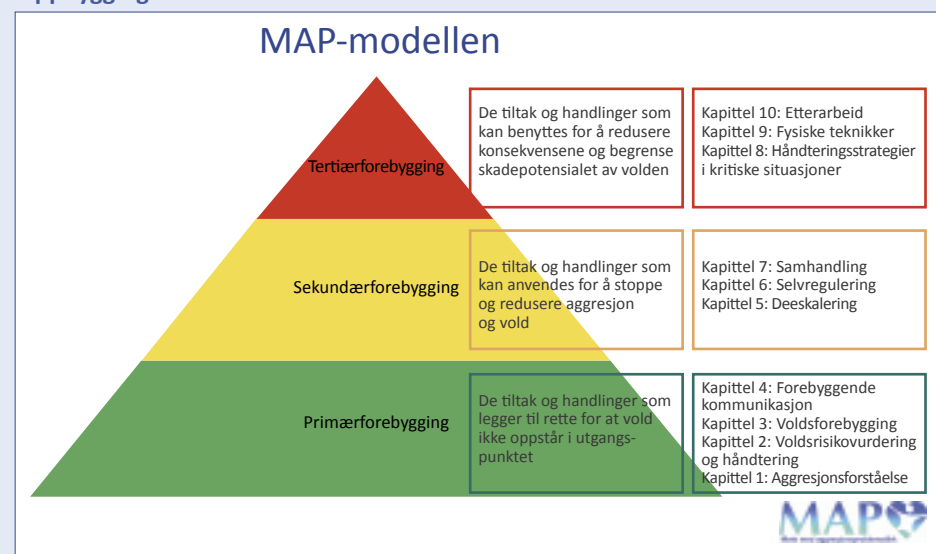 MAP-modellen
Tertiærforebygging
De tiltak og handlinger som
kan benyttes for å redusere
konsekvensene og begrense
skadepotensialet av volden
Kapittel 10: Etterarbeid
Kapittel 9: Fysiske teknikker
Kapittel 8: Håndteringsstrategier
i kritiske situasjoner
Sekundærforebygging
De tiltak og handlinger som
kan anvendes for å stoppe
og redusere aggresjon
og vold
Kapittel 7: Samhandling
Kapittel 6: Selvregulering
Kapittel 5: Deeskalering
Primærforebygging
De tiltak og handlinger som
legger til rette for at vold
ikke oppstår i utgangs-
punktet
Kapittel 4: Forebyggende
kommunikasjon
Kapittel 3: Voldsforebygging
Kapittel 2: Voldsrisikovurdering
og håndtering
Kapittel 1: Aggresjonsforståelse
MAP